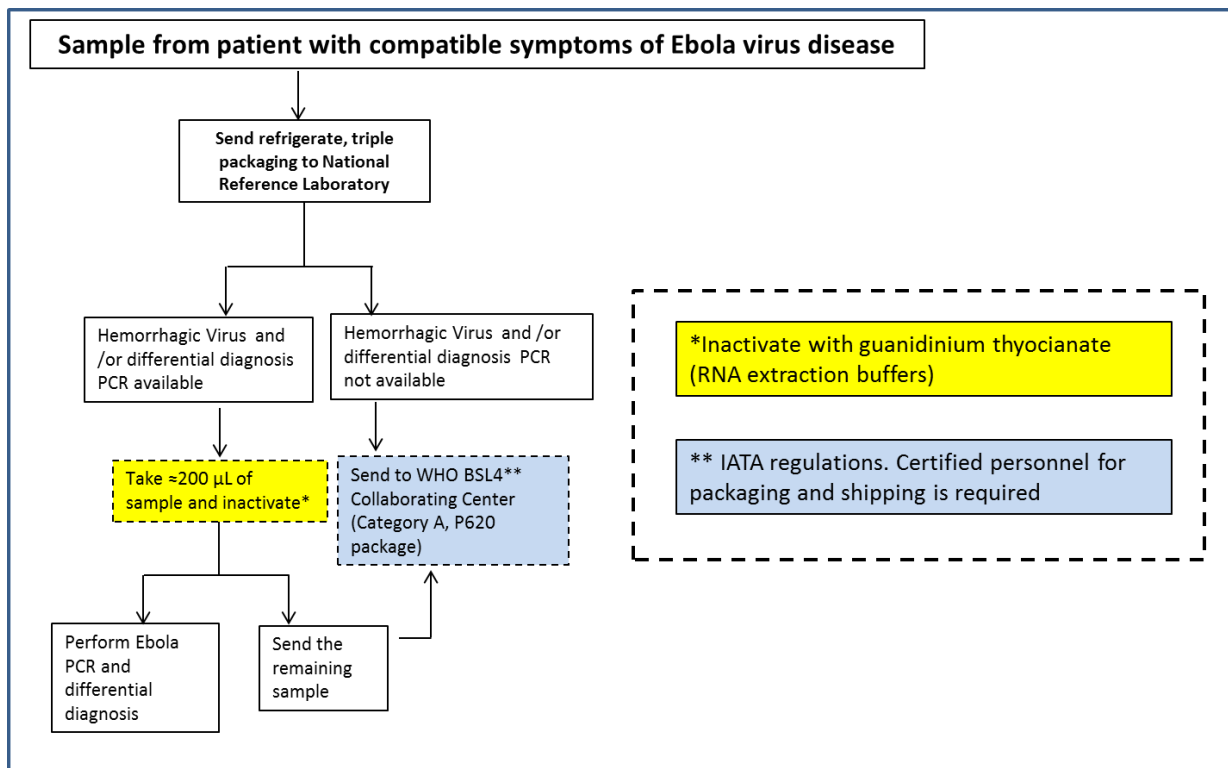 Sample from patient with compatible symptoms of Ebola virus disease
Send refrigerate, triple
packaging to National
Reference Laboratory
Hemorrhagic Virus and
/or differential diagnosis
PCR available
Hemorrhagic Virus and /or
differential diagnosis PCR
not available
Take ≈200 µL of
sample and inactivate*
Send to WHO BSL4**
Collaborating Center
(Category A, P620
package)
Perform Ebola
PCR and
differential
diagnosis
Send the
remaining
sample
*Inactivate with guanidinium thyocianate
(RNA extraction buffers)
** IATA regulations. Certified personnel for
packaging and shipping is required